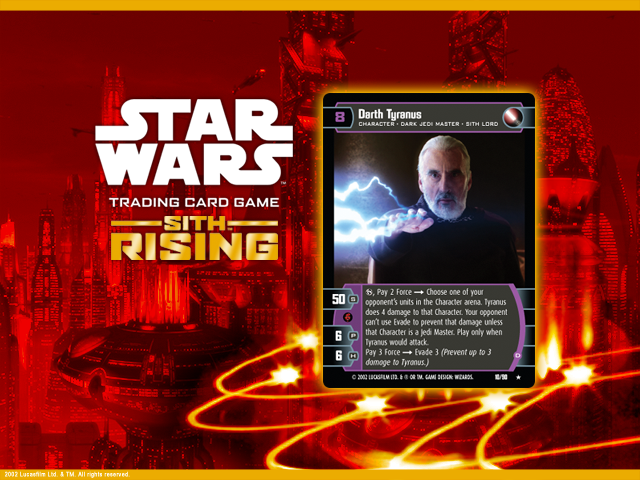 STAR
WARS
TM
TRADING CARD GAME
SITH
RISING
8
Darth Tyranus
CHARACTER • DARK JEDI MASTER • SITH LORD
50 S
6
6 P
6 H
, Pay 2 Force → Choose one of your
opponent's units in the Character arena. Tyranus
does 4 damage to that Character. Your opponent
can't use Evade to prevent that damage unless
that Character is a Jedi Master. Play only when
Tyranus would attack.
Pay 3 Force → Evade 3 (Prevent up to 3
damage to Tyranus.)
D
© 2002 LUCASFILM LTD. & ® OR TM. GAME DESIGN: WIZARDS. 10/90 ★
2002 Lucasfilm Ltd. & TM. All rights reserved.